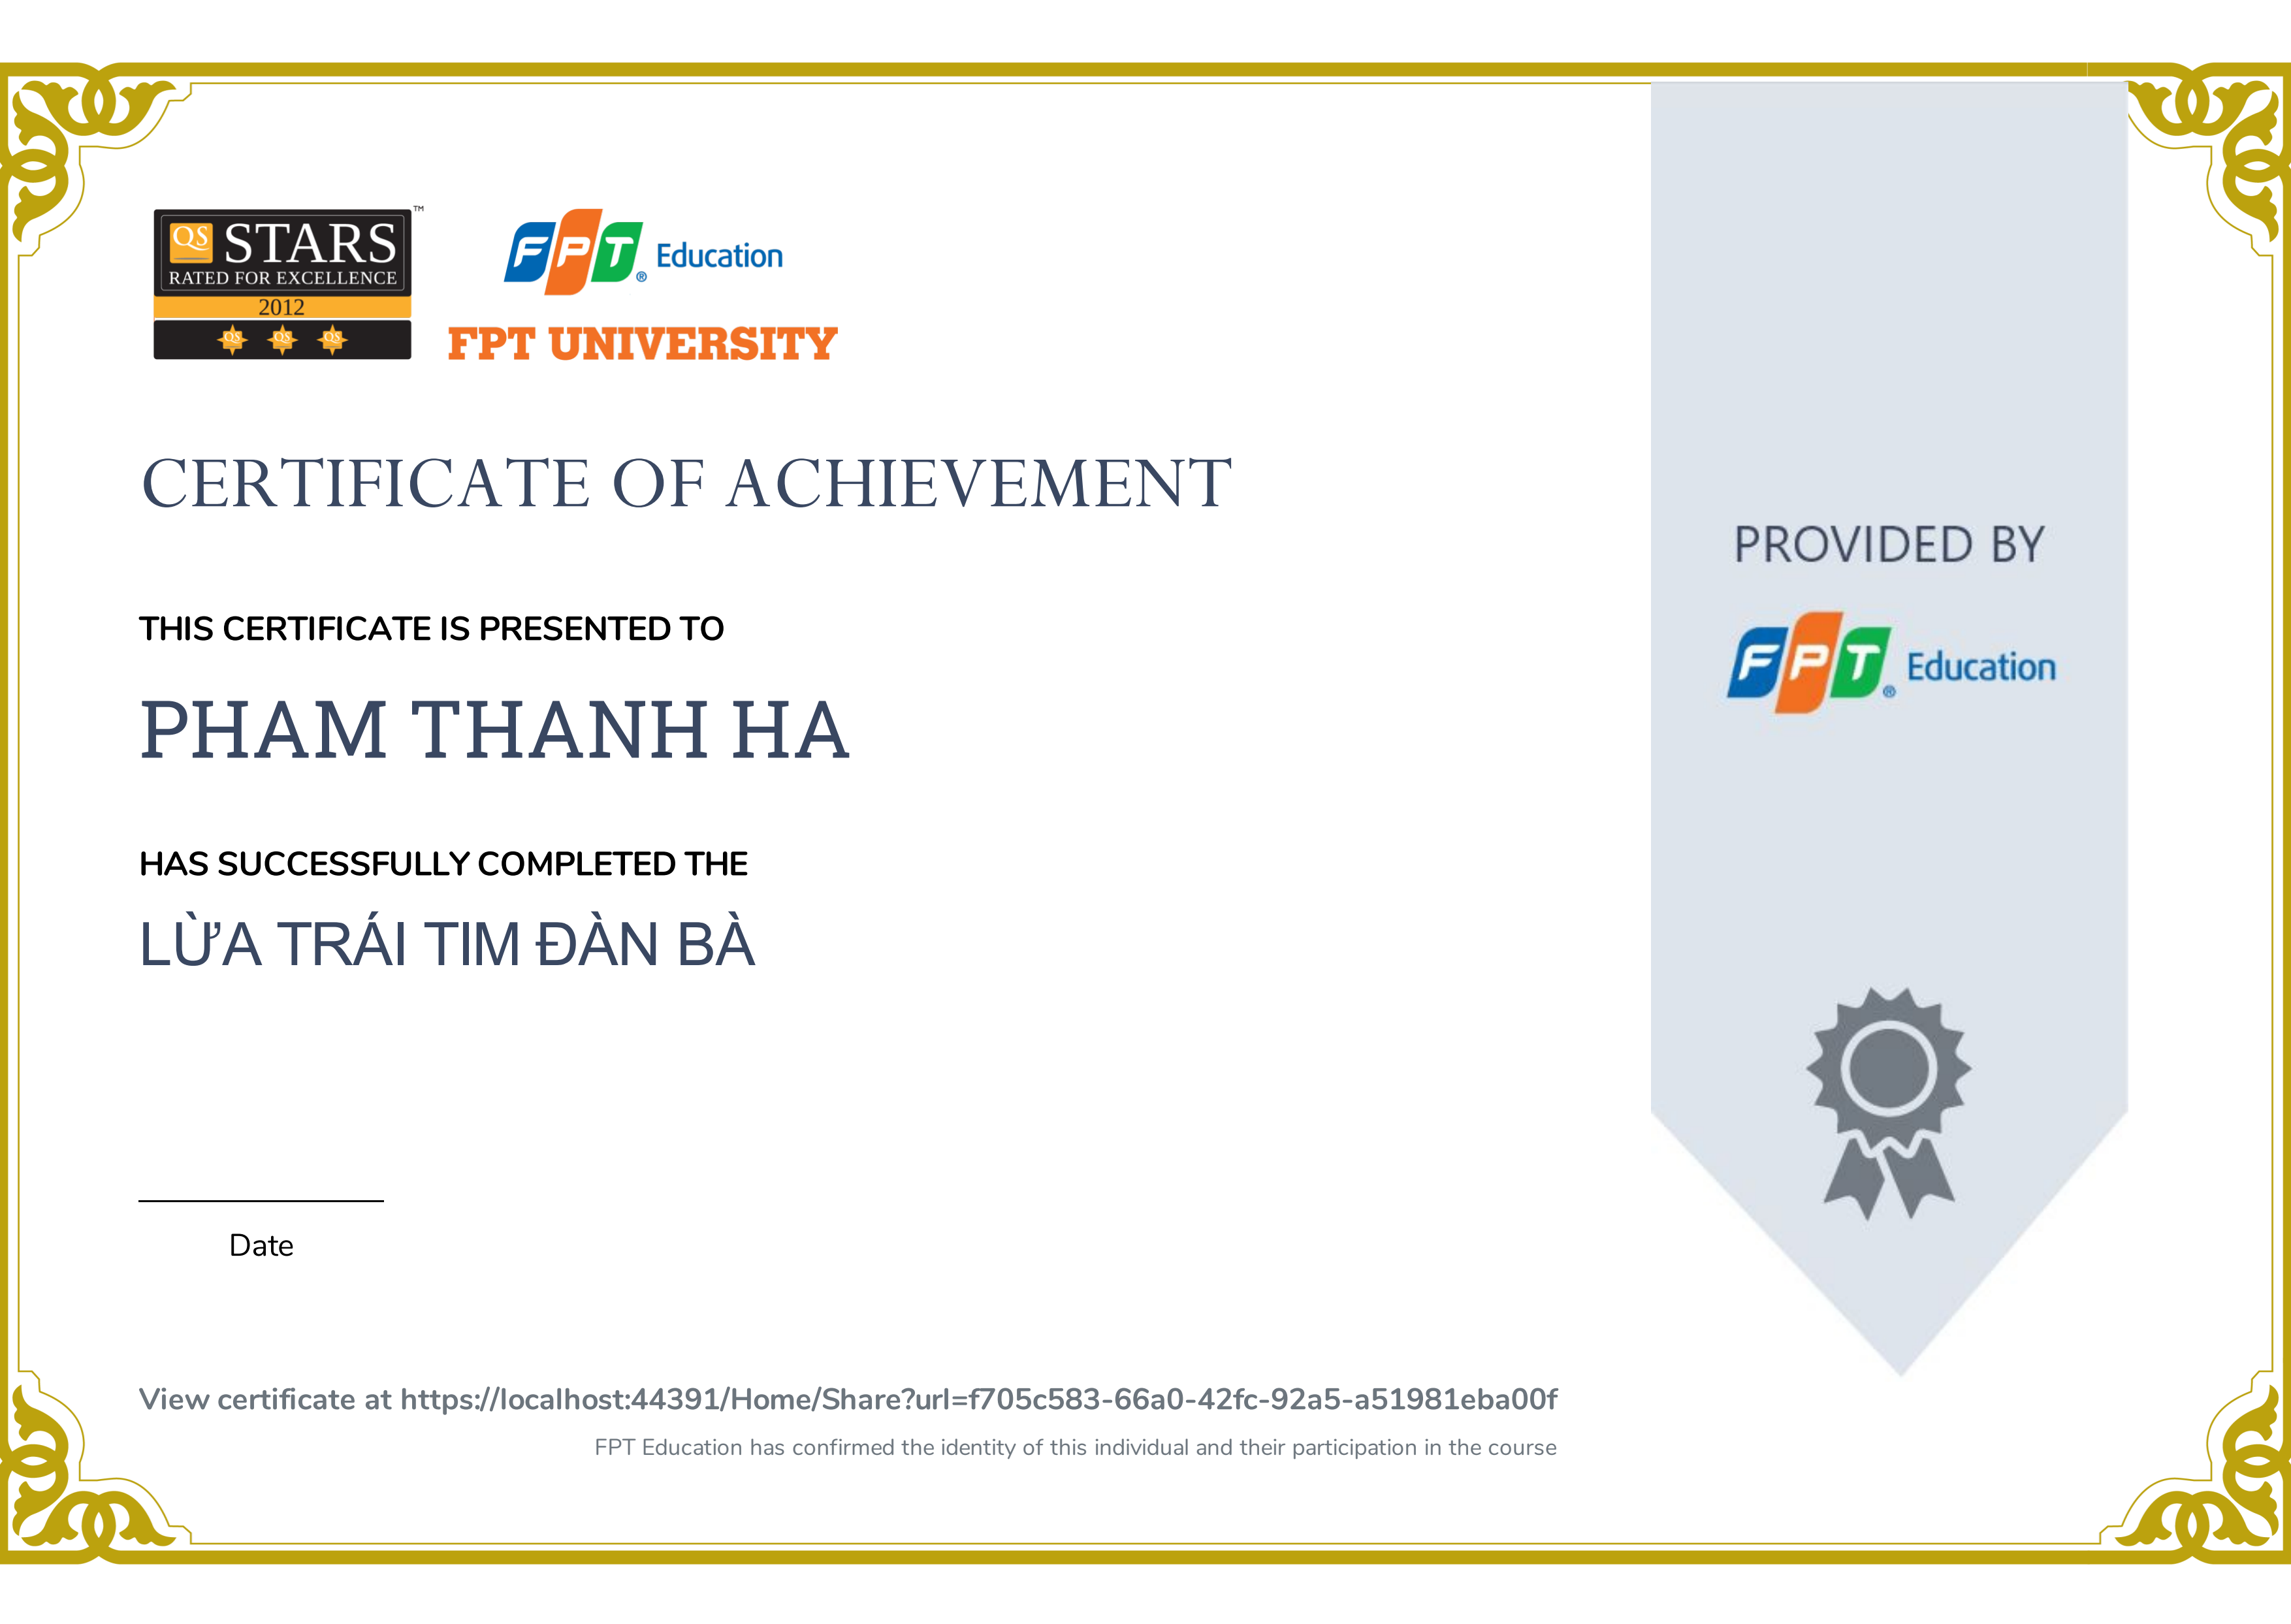 QS STARS™
RATED FOR EXCELLENCE
2012
QS QS QS
FPT® Education
FPT UNIVERSITY
CERTIFICATE OF ACHIEVEMENT
THIS CERTIFICATE IS PRESENTED TO
PHAM THANH HA
HAS SUCCESSFULLY COMPLETED THE
LỪA TRÁI TIM ĐÀN BÀ
Date
View certificate at https://localhost:44391/Home/Share?url=f705c583-66a0-42fc-92a5-a51981eba00f
FPT Education has confirmed the identity of this individual and their participation in the course
PROVIDED BY
FPT® Education